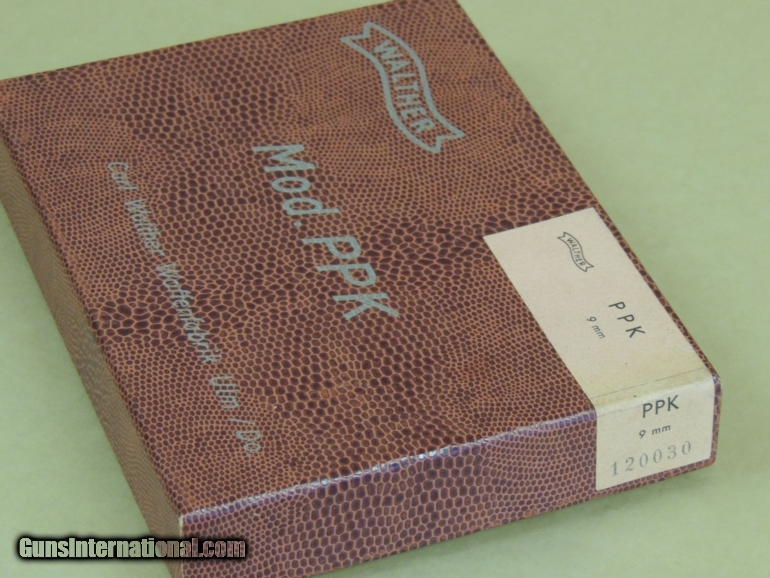 WALTHER
Mod. PPK
Carl Walther Waffenfabrik Ulm / Do
WALTHER
PPK
9 mm
PPK
9 mm
120030
GunsInternational.com